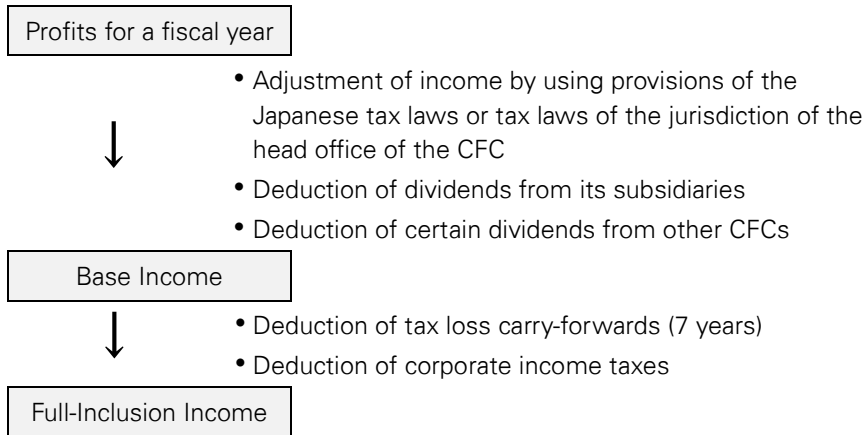 Profits for a fiscal year
• Adjustment of income by using provisions of the
Japanese tax laws or tax laws of the jurisdiction of the
head office of the CFC
• Deduction of dividends from its subsidiaries
• Deduction of certain dividends from other CFCs
Base Income
• Deduction of tax loss carry-forwards (7 years)
• Deduction of corporate income taxes
Full-Inclusion Income